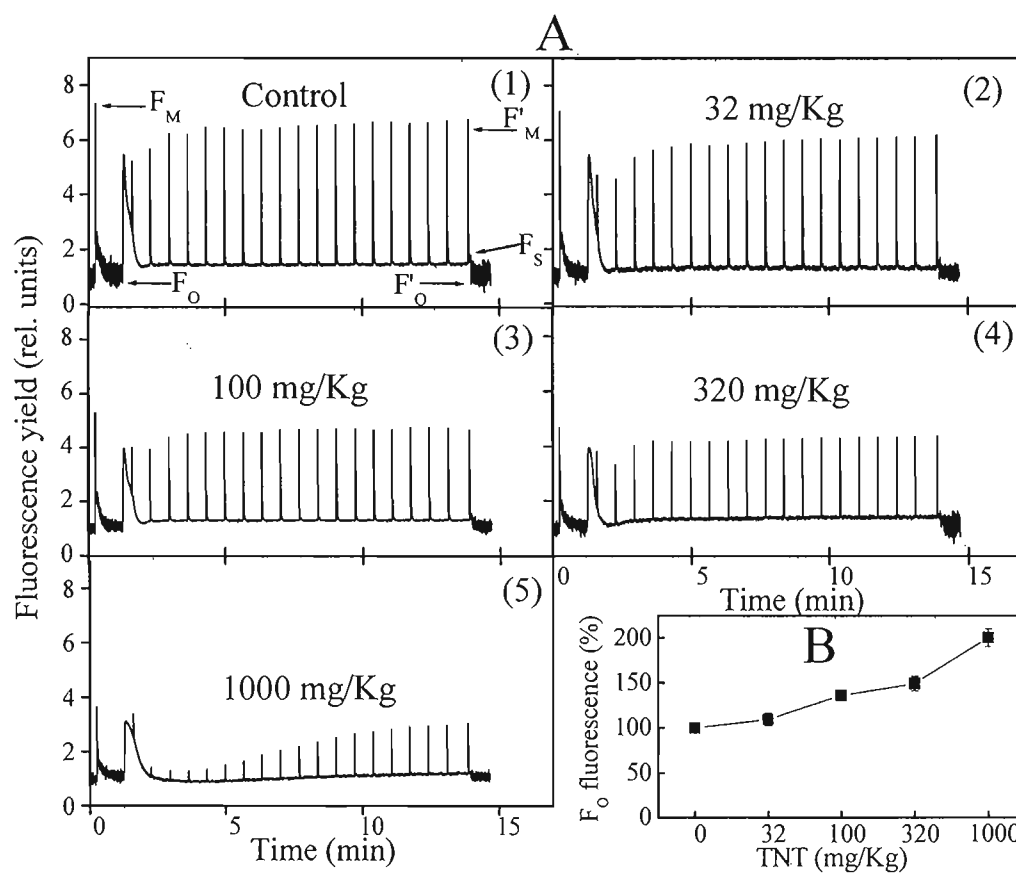 A
Fluorescence yield (rel. units)
8
6
4
2
0
(1)
Control
F_M
F'_M
F_S
F_O
F'_O
(2)
32 mg/Kg
8
6
4
2
0
(3)
100 mg/Kg
(4)
320 mg/Kg
0 5 10 15
Time (min)
8
6
4
2
0
(5)
1000 mg/Kg
0 5 10 15
Time (min)
B
F_O fluorescence (%)
200
150
100
50
0
0 32 100 320 1000
TNT (mg/Kg)